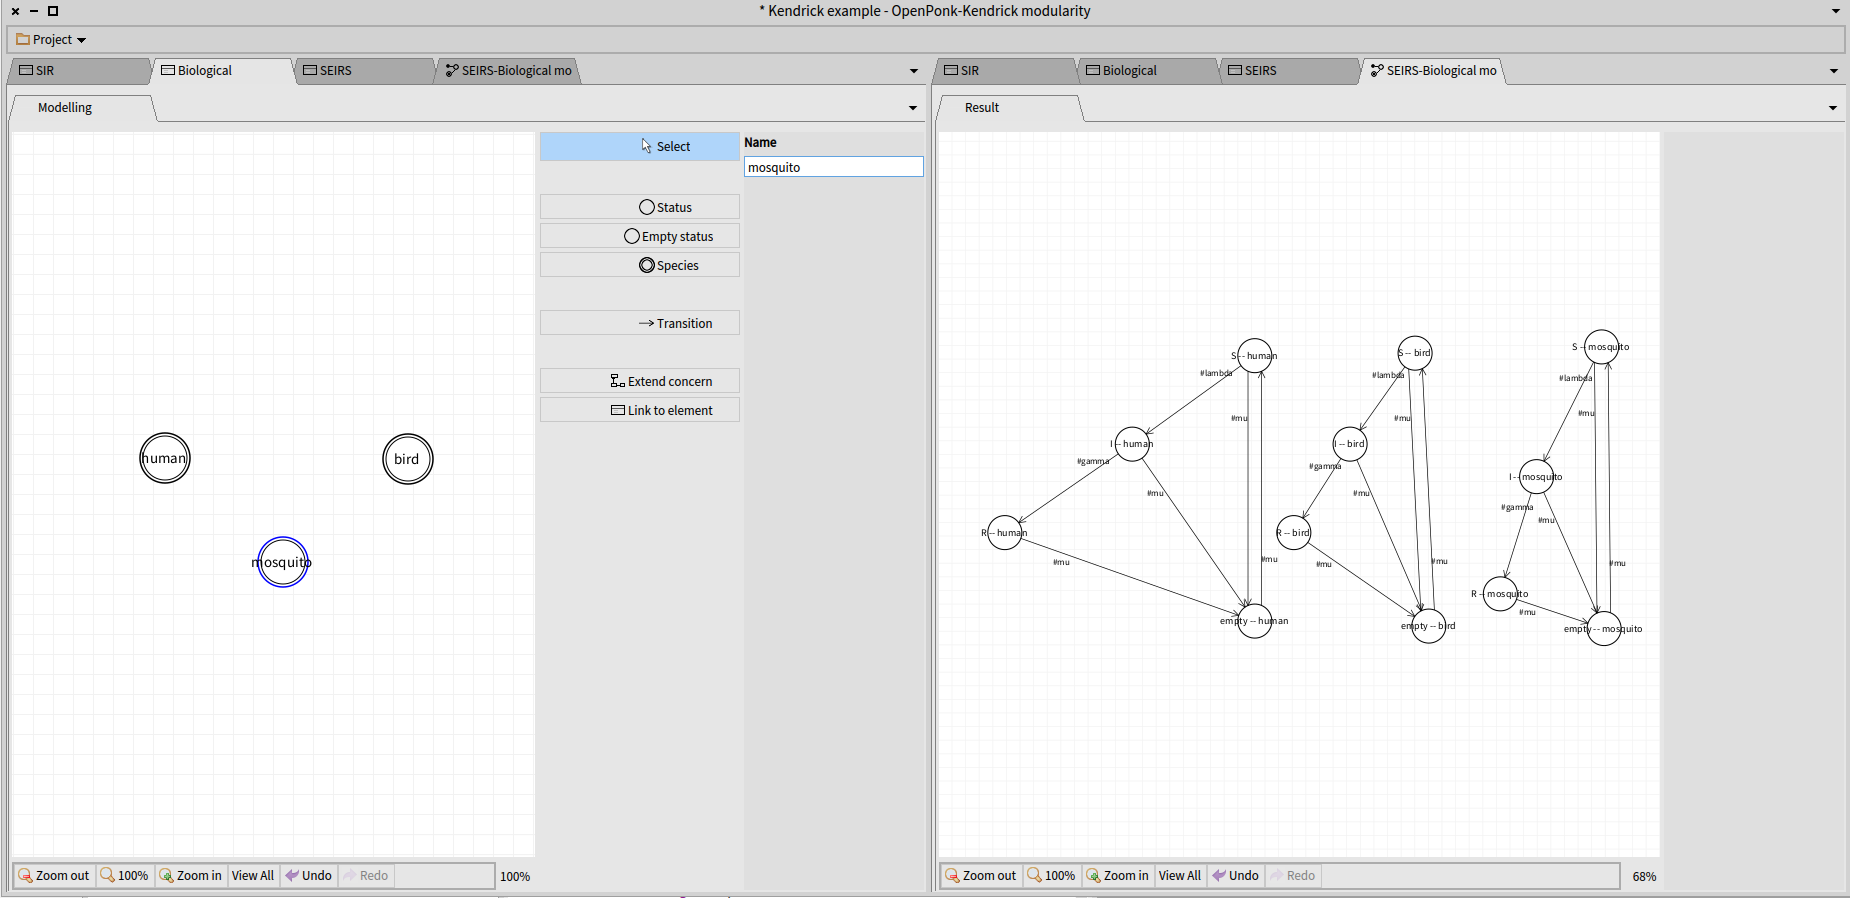 * Kendrick example - OpenPonk-Kendrick modularity
Project
SIR
Biological
SEIRS
SEIRS-Biological mo
Modelling
Select
Status
Empty status
Species
Transition
Extend concern
Link to element
Name
mosquito
human
bird
mosquito
Zoom out
100%
Zoom in
View All
Undo
Redo
100%
SIR
Biological
SEIRS
SEIRS-Biological mo
Result
S -- human
#lambda
#mu
I -- human
#gamma
#mu
R -- human
#mu
#mu
empty -- human
S -- bird
#lambda
#mu
I -- bird
#gamma
#mu
R -- bird
#mu
#mu
empty -- bird
S -- mosquito
#lambda
#mu
I -- mosquito
#gamma
#mu
#mu
R -- mosquito
#mu
empty -- mosquito
Zoom out
100%
Zoom in
View All
Undo
Redo
68%